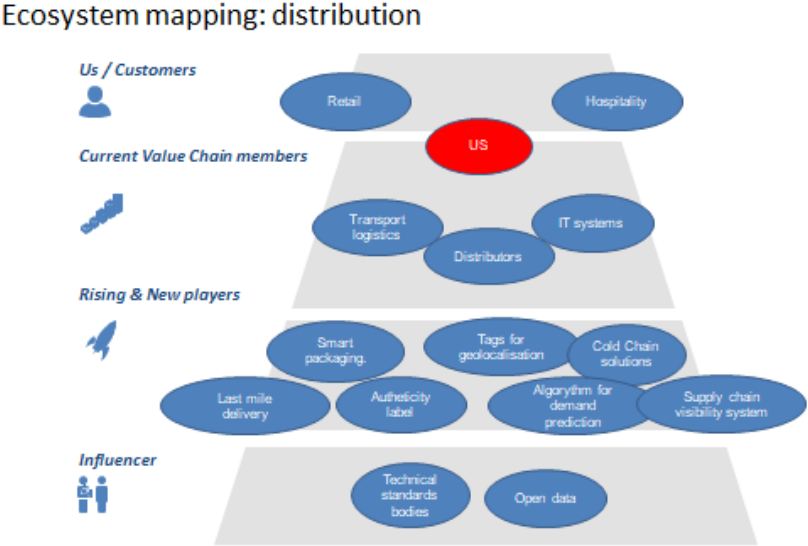 Ecosystem mapping: distribution
Us / Customers
Retail
Hospitality
US
Current Value Chain members
Transport
logistics
IT systems
Distributors
Rising & New players
Smart
packaging.
Tags for
geolocalisation
Cold Chain
solutions
Last mile
delivery
Autheticity
label
Algorythm for
demand
prediction
Supply chain
visibility system
Influencer
Technical
standards
bodies
Open data